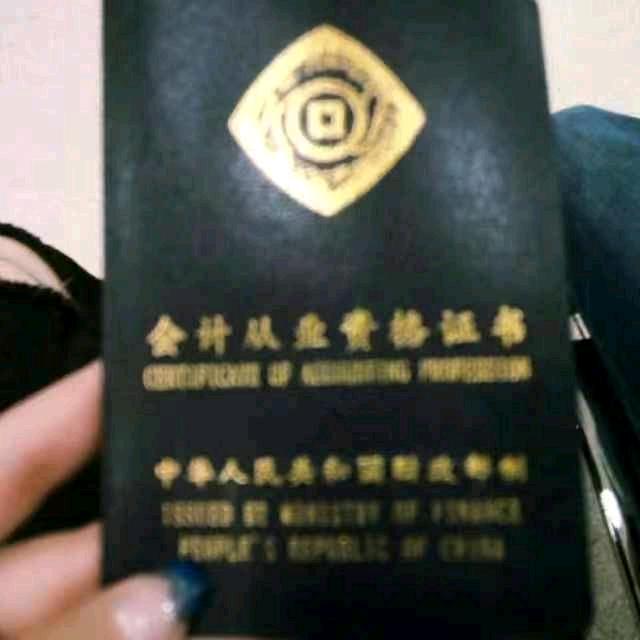 会计从业资格证书
CERTIFICATE OF ACCOUNTING PROFESSION
中华人民共和国财政部制
ISSUED BY MINISTRY OF FINANCE
PEOPLE'S REPUBLIC OF CHINA